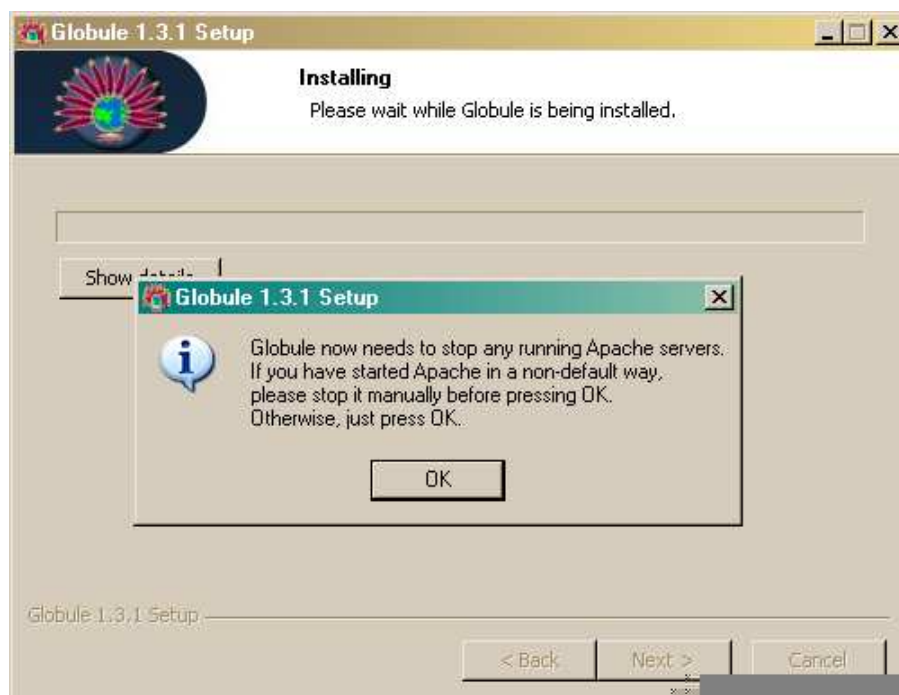 Globule 1.3.1 Setup
Installing
Please wait while Globule is being installed.
Show details
Globule 1.3.1 Setup
Globule now needs to stop any running Apache servers.
If you have started Apache in a non-default way,
please stop it manually before pressing OK.
Otherwise, just press OK.
OK
Globule 1.3.1 Setup
< Back Next > Cancel